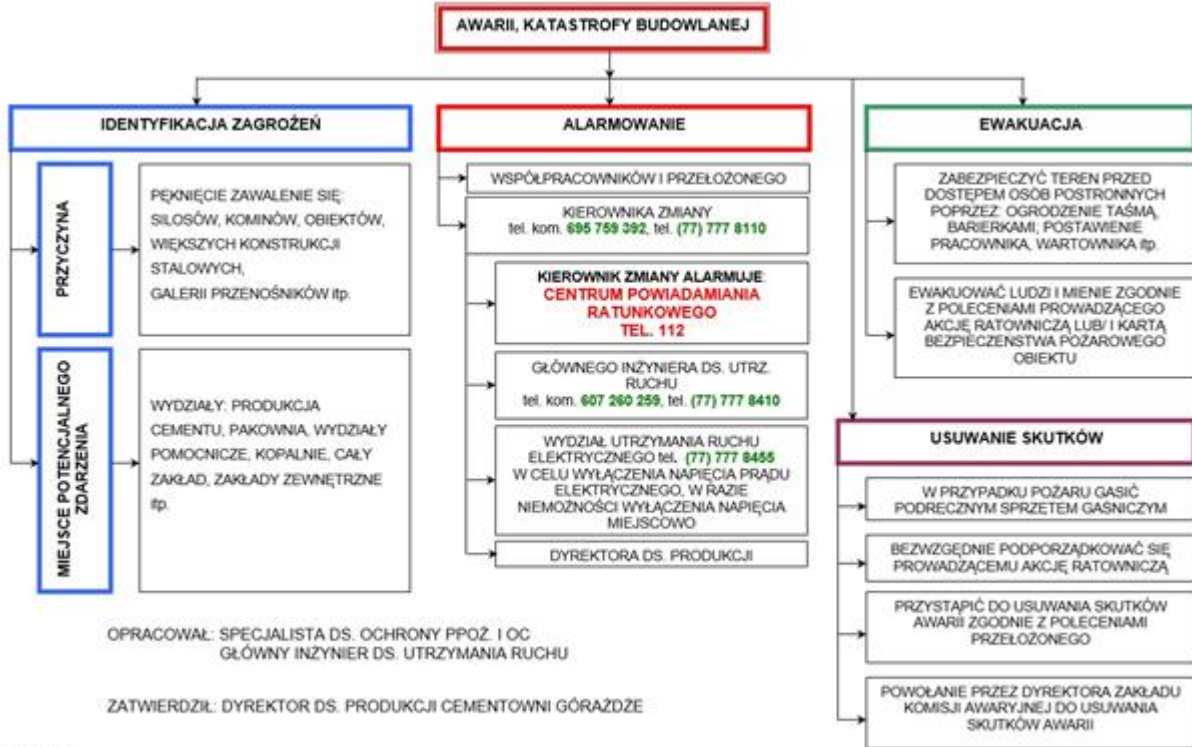 AWARII, KATASTROFY BUDOWLANEJ
IDENTYFIKACJA ZAGROŻEŃ
PRZYCZYNA
PĘKNIĘCIE ZAWALENIE SIĘ:
SILOSÓW, KOMINÓW, OBIEKTÓW,
WIĘKSZYCH KONSTRUKCJI
STALOWYCH,
GALERII PRZENOŚNIKÓW itp.
MIEJSCE POTENCJALNEGO
ZDARZENIA
WYDZIAŁY: PRODUKCJA
CEMENTU, PAKOWNIA, WYDZIAŁY
POMOCNICZE, KOPALNIE, CAŁY
ZAKŁAD, ZAKŁADY ZEWNĘTRZNE
itp.
ALARMOWANIE
WSPÓŁPRACOWNIKÓW I PRZEŁOŻONEGO
KIEROWNIKA ZMIANY
tel. kom. 695 759 392, tel. (77) 777 8110
KIEROWNIK ZMIANY ALARMUJE:
CENTRUM POWIADAMIANIA
RATUNKOWEGO
TEL. 112
GŁÓWNEGO INŻYNIERA DS. UTRZ.
RUCHU
tel. kom. 607 260 259, tel. (77) 777 8410
WYDZIAŁ UTRZYMANIA RUCHU
ELEKTRYCZNEGO tel. (77) 777 8455
W CELU WYŁĄCZENIA NAPIĘCIA PRĄDU
ELEKTRYCZNEGO, W RAZIE
NIEMOŻNOŚCI WYŁĄCZENIA NAPIĘCIA
MIEJSCOWO
DYREKTORA DS. PRODUKCJI
EWAKUACJA
ZABEZPIECZYĆ TEREN PRZED
DOSTĘPEM OSÓB POSTRONNYCH
POPRZEZ: OGRODZENIE TAŚMĄ,
BARIERKAMI; POSTAWIENIE
PRACOWNIKA, WARTOWNIKA itp.
EWAKUOWAĆ LUDZI I MIENIE ZGODNIE
Z POLECENIAMI PROWADZĄCEGO
AKCJĘ RATOWNICZĄ LUB/ I KARTĄ
BEZPIECZENSTWA POŻAROWEGO
OBIEKTU
USUWANIE SKUTKÓW
W PRZYPADKU POŻARU GASIĆ
PODRĘCZNYM SPRZĘTEM GAŚNICZYM
BEZWZGĘDNIE PODPORZĄDKOWAĆ SIĘ
PROWADZĄCEMU AKCJĘ RATOWNICZĄ
PRZYSTĄPIĆ DO USUWANIA SKUTKÓW
AWARII ZGODNIE Z POLECENIAMI
PRZEŁOŻONEGO
POWOŁANIE PRZEZ DYREKTORA ZAKŁADU
KOMISJI AWARYJNEJ DO USUWANIA
SKUTKÓW AWARII
OPRACOWAŁ: SPECJALISTA DS. OCHRONY PPOŻ. I OC
GŁÓWNY INŻYNIER DS. UTRZYMANIA RUCHU
ZATWIERDZIŁ: DYREKTOR DS. PRODUKCJI CEMENTOWNI GÓRAŻDŻE